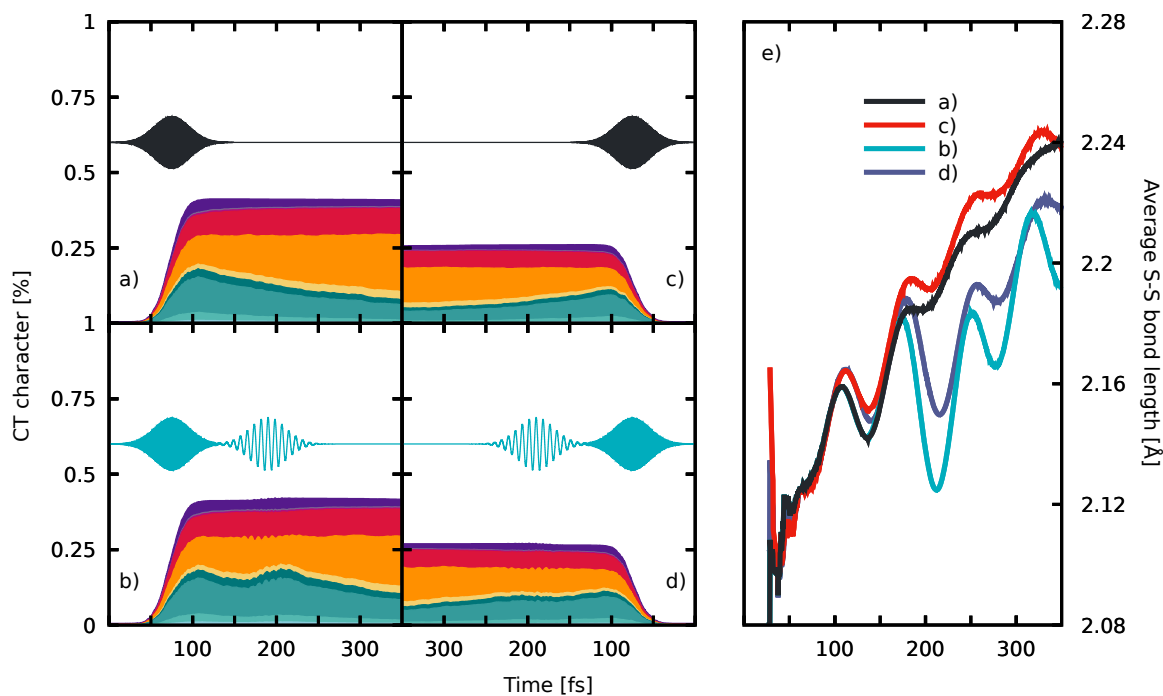 CT character [%]
1
0.75
0.5
0.25
1
0.75
0.5
0.25
0
a)
c)
b)
d)
100
200
300
300
200
100
Time [fs]
e)
a)
c)
b)
d)
2.28
2.24
2.2
2.16
2.12
2.08
100
200
300
Average S-S bond length [Å]